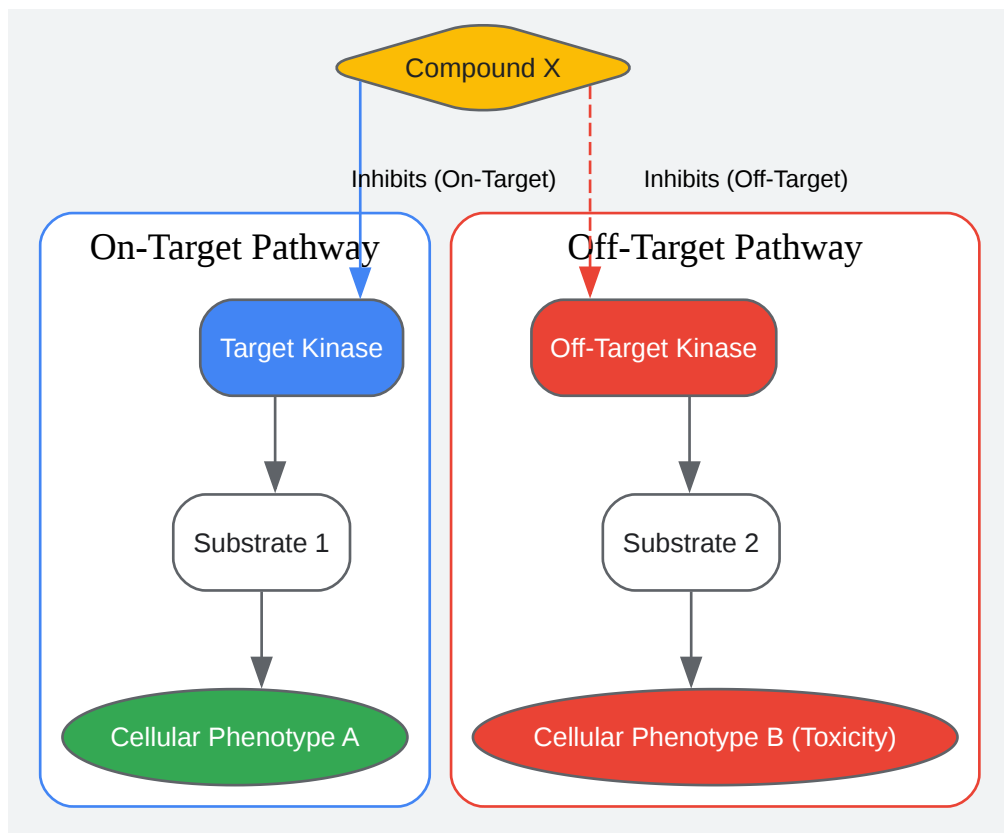 Compound X
Inhibits (On-Target)
Inhibits (Off-Target)
On-Target Pathway
Off-Target Pathway
Target Kinase
Off-Target Kinase
Substrate 1
Substrate 2
Cellular Phenotype A
Cellular Phenotype B (Toxicity)